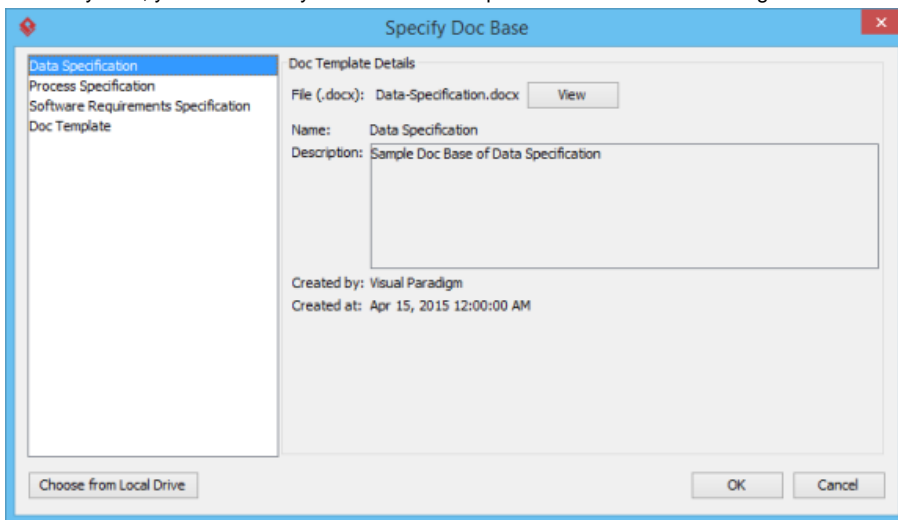 Specify Doc Base
Data Specification
Process Specification
Software Requirements Specification
Doc Template
Doc Template Details
File (.docx): Data-Specification.docx View
Name: Data Specification
Description: Sample Doc Base of Data Specification
Created by: Visual Paradigm
Created at: Apr 15, 2015 12:00:00 AM
Choose from Local Drive
OK Cancel